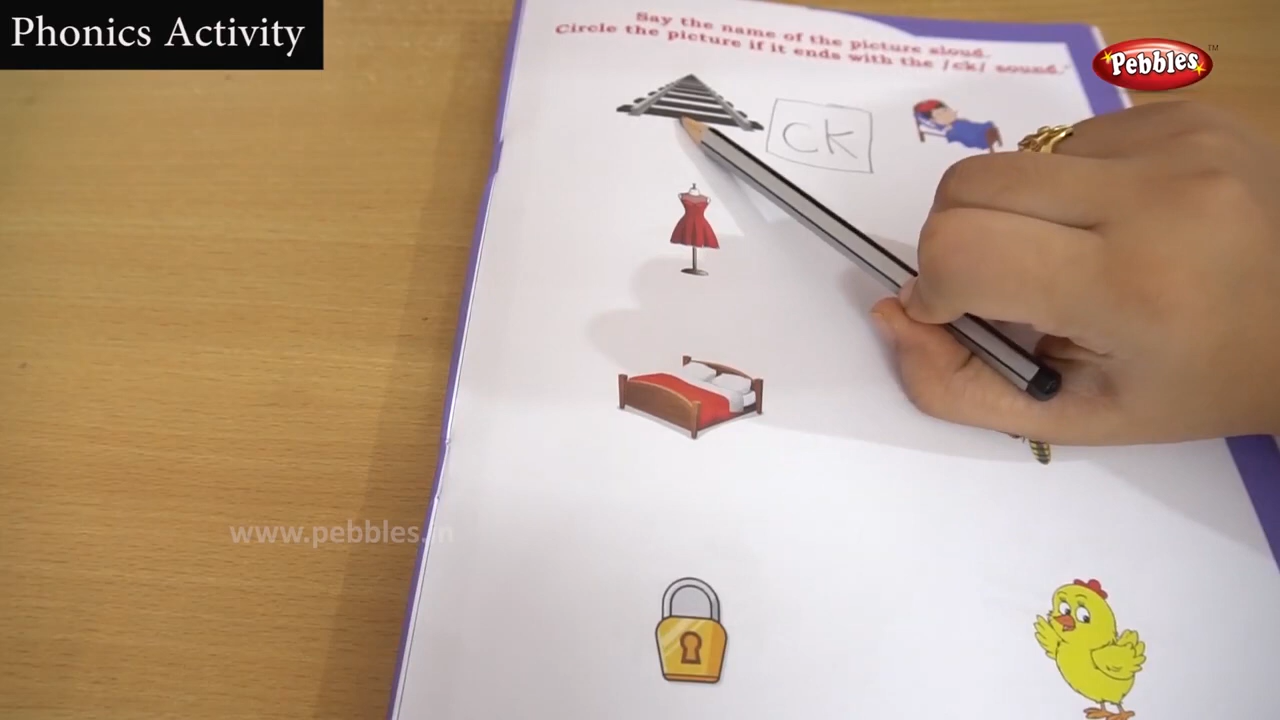 Phonics Activity
Pebbles™
Say the name of the picture aloud.
Circle the picture if it ends with the /ck/ sound.
ck
www.pebbles.in